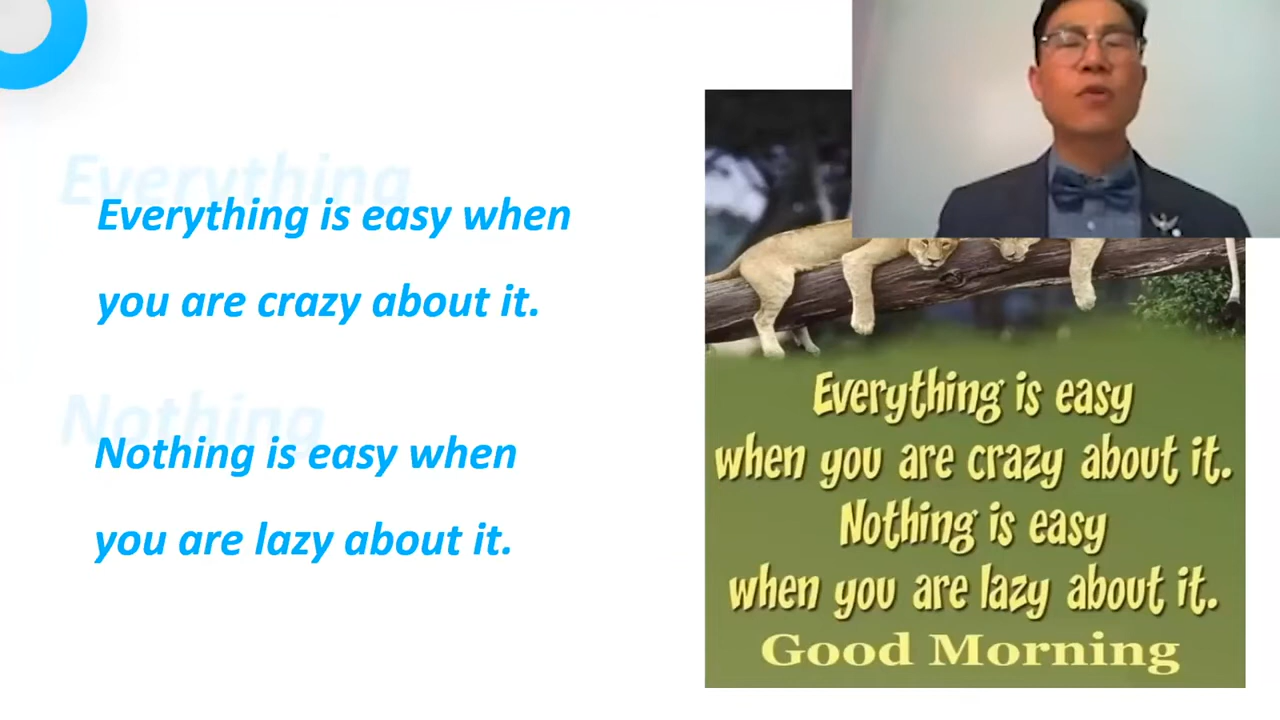 Everything
Everything is easy when
you are crazy about it.
Nothing
Nothing is easy when
you are lazy about it.
Everything is easy
when you are crazy about it.
Nothing is easy
when you are lazy about it.
Good Morning